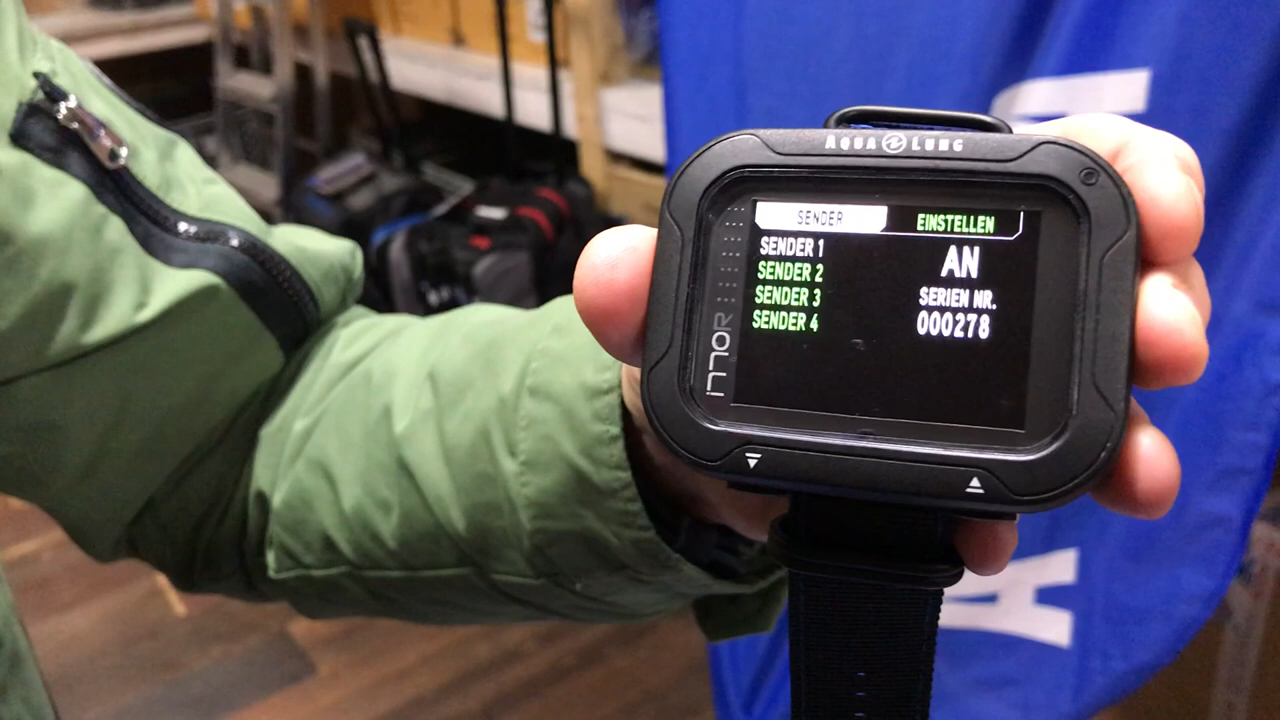 AQUA LUNG
SENDER
EINSTELLEN
SENDER 1
SENDER 2
SENDER 3
SENDER 4
AN
SERIEN NR.
000278
i770R
A